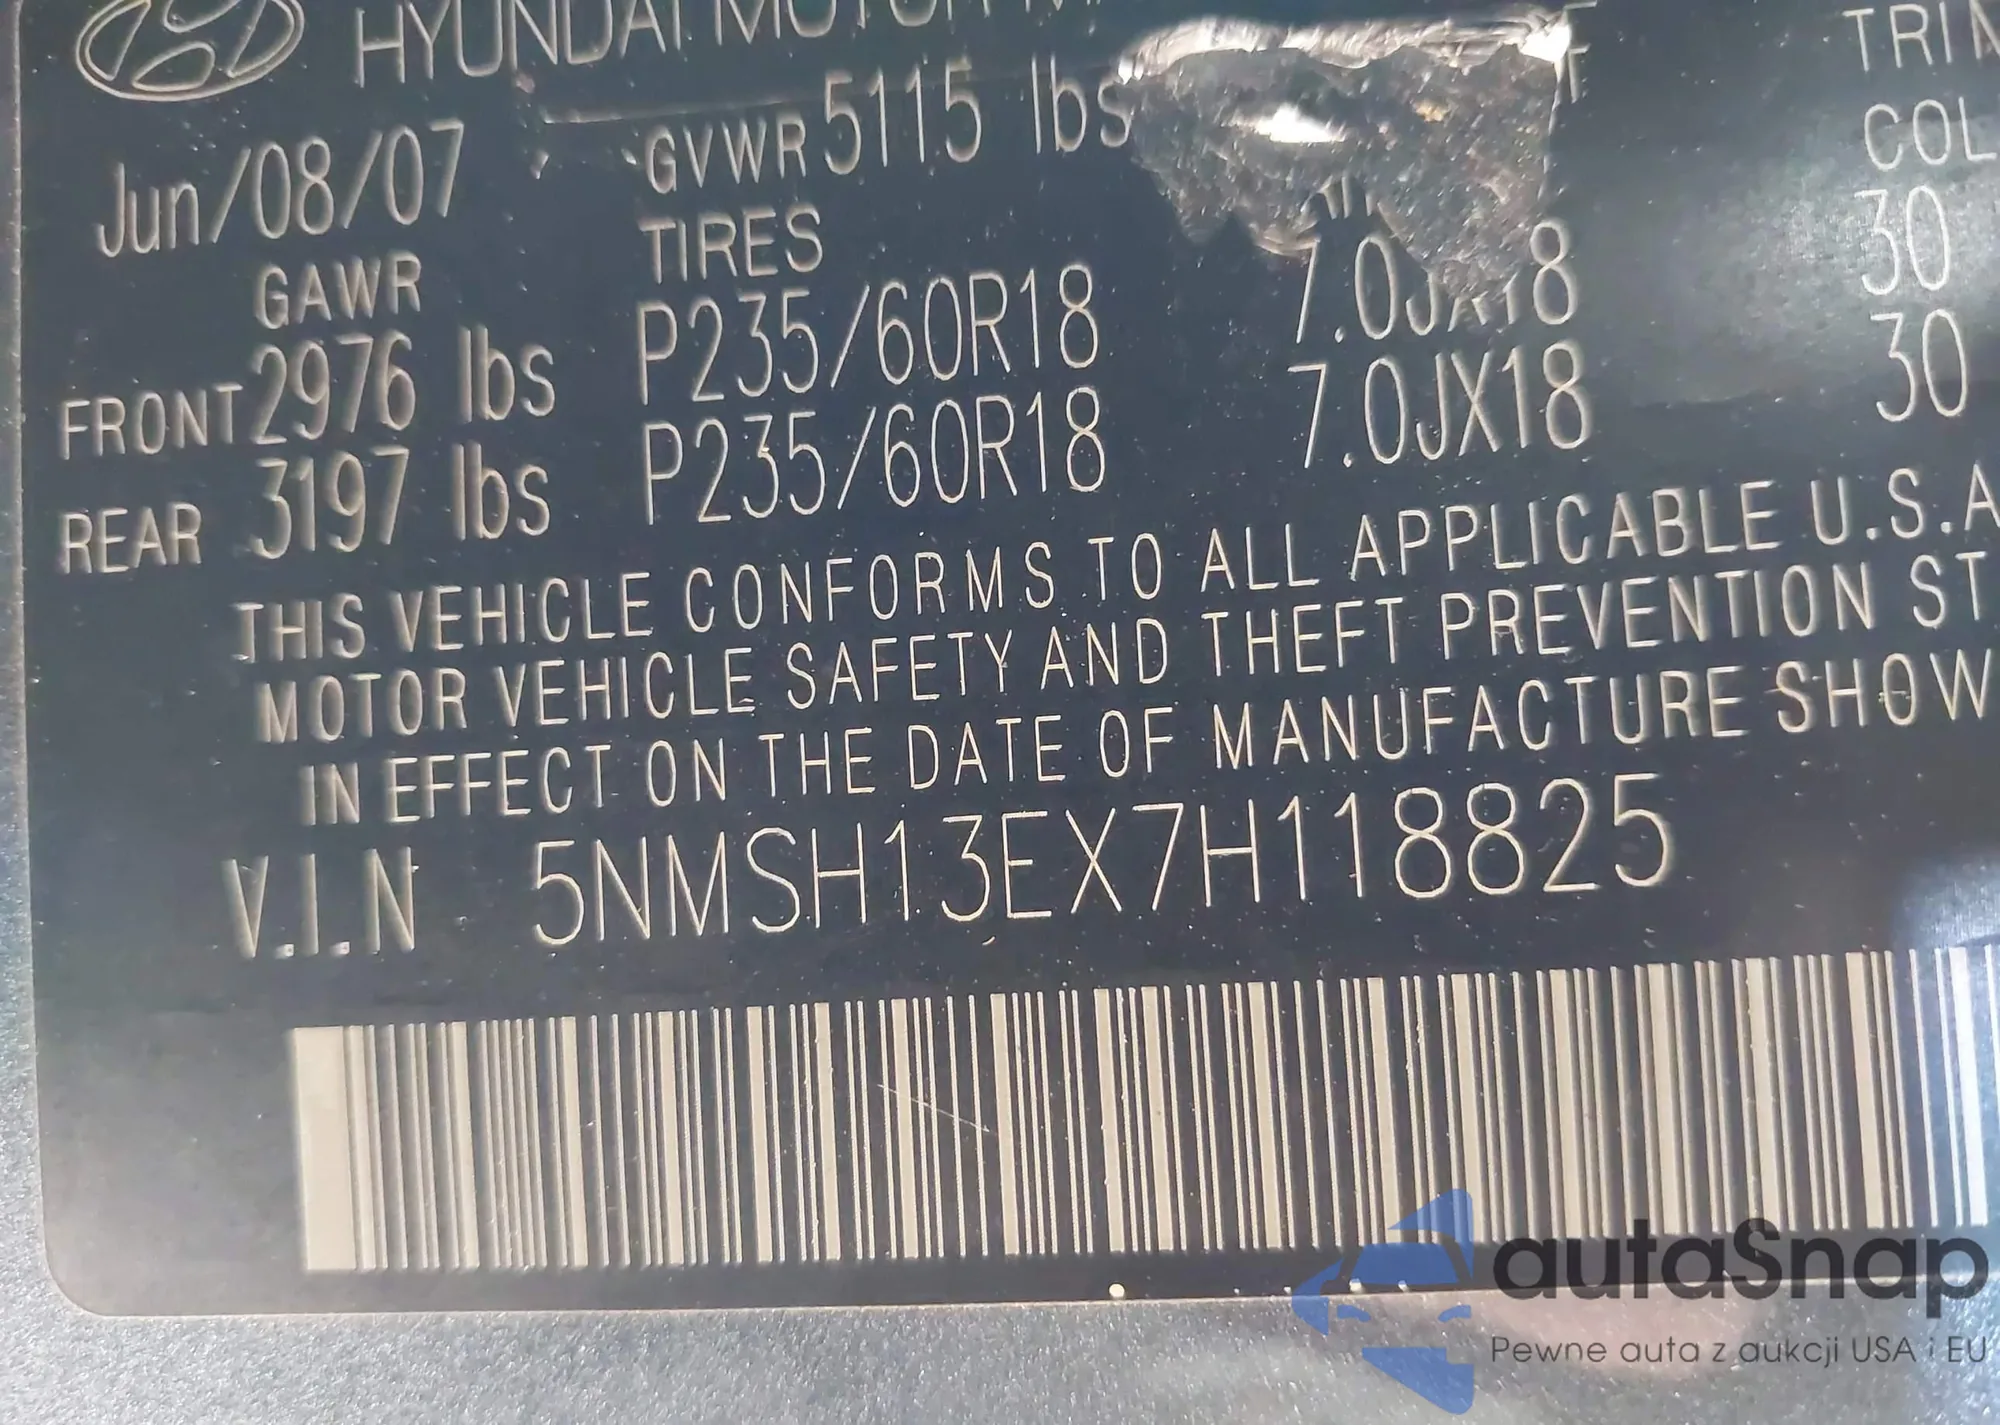 HYUNDAI MOTOR
TRIM
Jun/08/07 GVWR 5115 lbs COL
GAWR TIRES
FRONT 2976 lbs P235/60R18 7.0JX18 30
REAR 3197 lbs P235/60R18 7.0JX18 30
THIS VEHICLE CONFORMS TO ALL APPLICABLE U.S.A
MOTOR VEHICLE SAFETY AND THEFT PREVENTION ST
IN EFFECT ON THE DATE OF MANUFACTURE SHOW
V.I.N 5NMSH13EX7H118825
autaSnap
Pewne auta z aukcji USA i EU